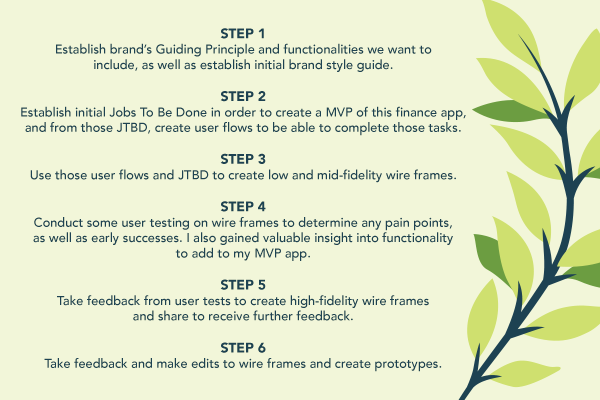 STEP 1
Establish brand's Guiding Principle and functionalities we want to
include, as well as establish initial brand style guide.
STEP 2
Establish initial Jobs To Be Done in order to create a MVP of this finance app,
and from those JTBD, create user flows to be able to complete those tasks.
STEP 3
Use those user flows and JTBD to create low and mid-fidelity wire frames.
STEP 4
Conduct some user testing on wire frames to determine any pain points,
as well as early successes. I also gained valuable insight into functionality
to add to my MVP app.
STEP 5
Take feedback from user tests to create high-fidelity wire frames
and share to receive further feedback.
STEP 6
Take feedback and make edits to wire frames and create prototypes.